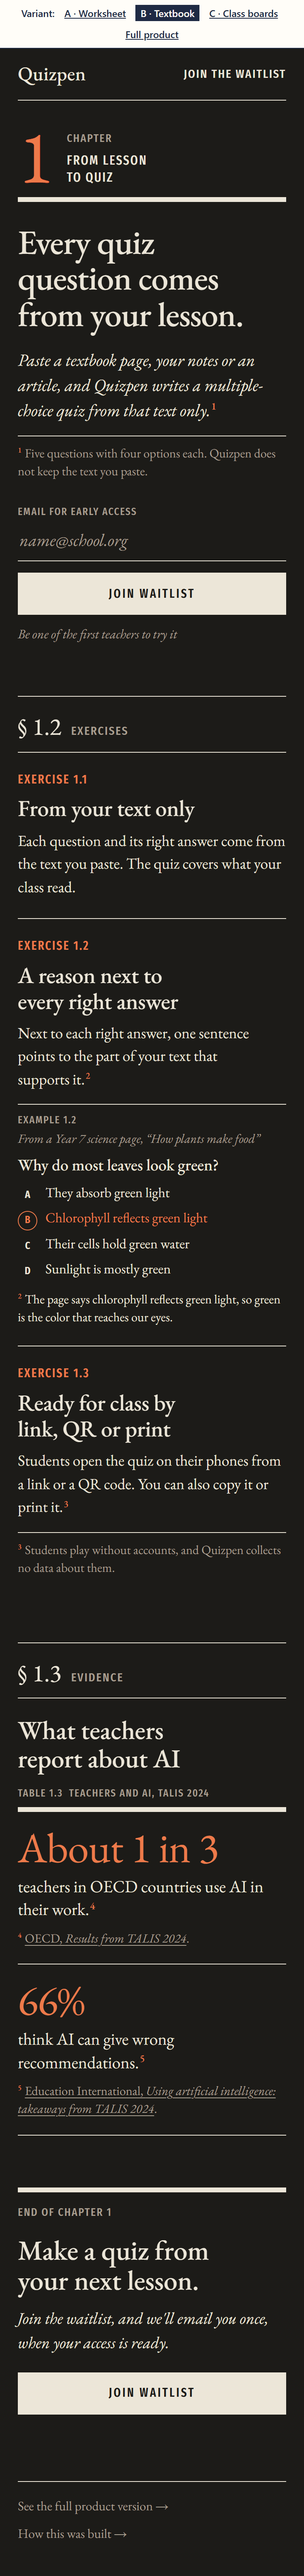 Variant: A · Worksheet B · Textbook C · Class boards
Full product
Quizpen JOIN THE WAITLIST
1 CHAPTER
FROM LESSON
TO QUIZ
Every quiz
question comes
from your lesson.
Paste a textbook page, your notes or an
article, and Quizpen writes a multiple-
choice quiz from that text only.1
1 Five questions with four options each. Quizpen does
not keep the text you paste.
EMAIL FOR EARLY ACCESS
name@school.org
JOIN WAITLIST
Be one of the first teachers to try it
§ 1.2 EXERCISES
EXERCISE 1.1
From your text only
Each question and its right answer come from
the text you paste. The quiz covers what your
class read.
EXERCISE 1.2
A reason next to
every right answer
Next to each right answer, one sentence
points to the part of your text that
supports it.2
EXAMPLE 1.2
From a Year 7 science page, “How plants make food”
Why do most leaves look green?
A They absorb green light
B Chlorophyll reflects green light
C Their cells hold green water
D Sunlight is mostly green
2 The page says chlorophyll reflects green light, so green
is the color that reaches our eyes.
EXERCISE 1.3
Ready for class by
link, QR or print
Students open the quiz on their phones from
a link or a QR code. You can also copy it or
print it.3
3 Students play without accounts, and Quizpen collects
no data about them.
§ 1.3 EVIDENCE
What teachers
report about AI
TABLE 1.3 TEACHERS AND AI, TALIS 2024
About 1 in 3
teachers in OECD countries use AI in
their work.4
4 OECD, Results from TALIS 2024.
66%
think AI can give wrong
recommendations.5
5 Education International, Using artificial intelligence:
takeaways from TALIS 2024.
END OF CHAPTER 1
Make a quiz from
your next lesson.
Join the waitlist, and we'll email you once,
when your access is ready.
JOIN WAITLIST
See the full product version →
How this was built →